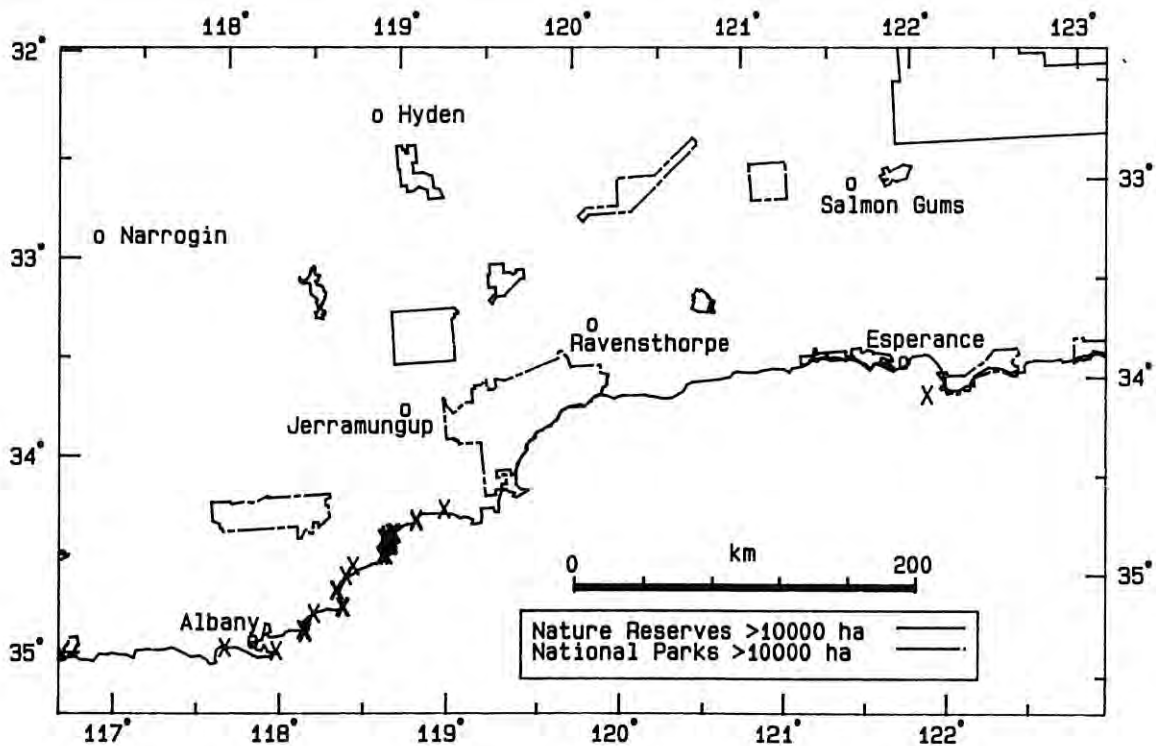 118° 119° 120° 121° 122° 123°
32°
o Hyden
33°
Salmon Gums
o Narrogin
33°
Ravensthorpe
Esperance
34°
Jerramungup
34°
km
0 200
35°
Albany
Nature Reserves >10000 ha
National Parks >10000 ha
35°
117° 118° 119° 120° 121° 122°